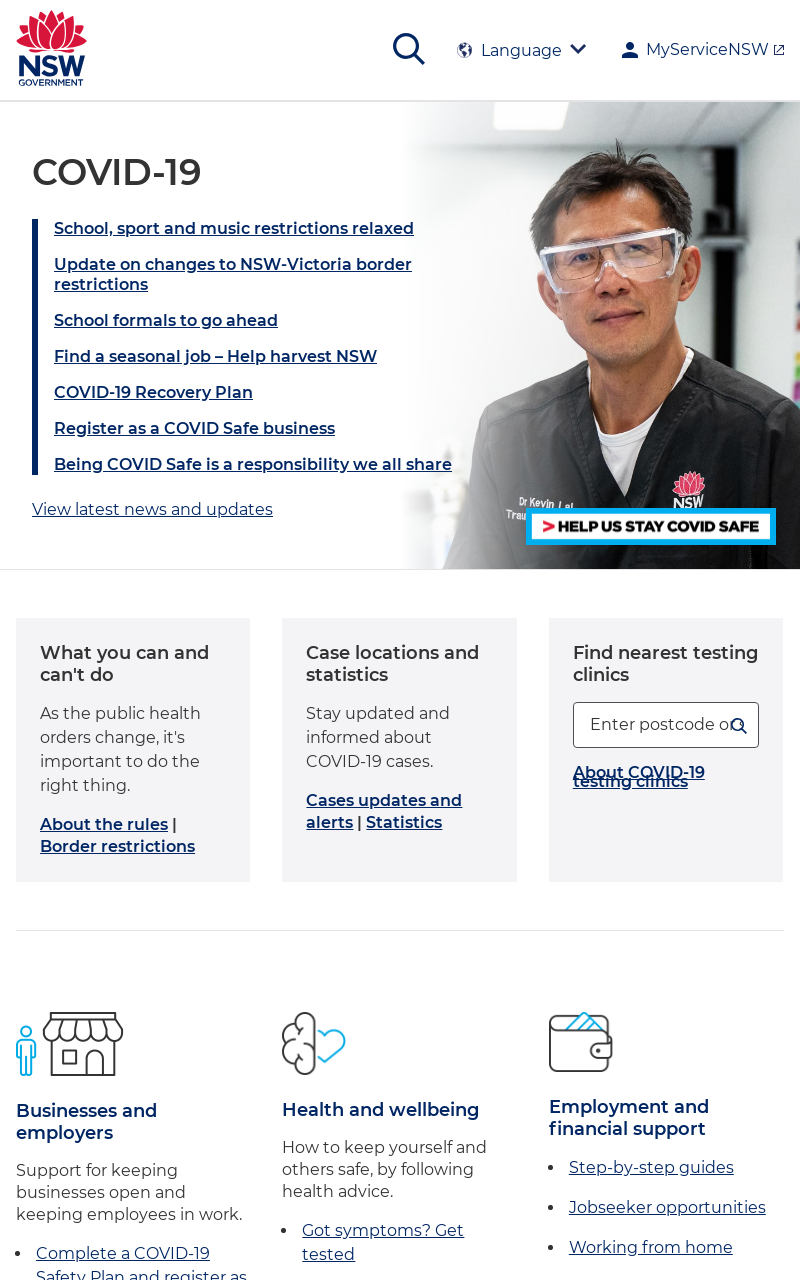 NSW
GOVERNMENT
Language
MyServiceNSW
COVID-19
School, sport and music restrictions relaxed
Update on changes to NSW-Victoria border
restrictions
School formals to go ahead
Find a seasonal job – Help harvest NSW
COVID-19 Recovery Plan
Register as a COVID Safe business
Being COVID Safe is a responsibility we all share
View latest news and updates
Dr Kevin
NSW
> HELP US STAY COVID SAFE
What you can and
can't do
As the public health
orders change, it's
important to do the
right thing.
About the rules |
Border restrictions
Case locations and
statistics
Stay updated and
informed about
COVID-19 cases.
Cases updates and
alerts | Statistics
Find nearest testing
clinics
Enter postcode or
About COVID-19
testing clinics
Businesses and
employers
Support for keeping
businesses open and
keeping employees in work.
Complete a COVID-19
Safety Plan and register as
Health and wellbeing
How to keep yourself and
others safe, by following
health advice.
Got symptoms? Get
tested
Employment and
financial support
Step-by-step guides
Jobseeker opportunities
Working from home